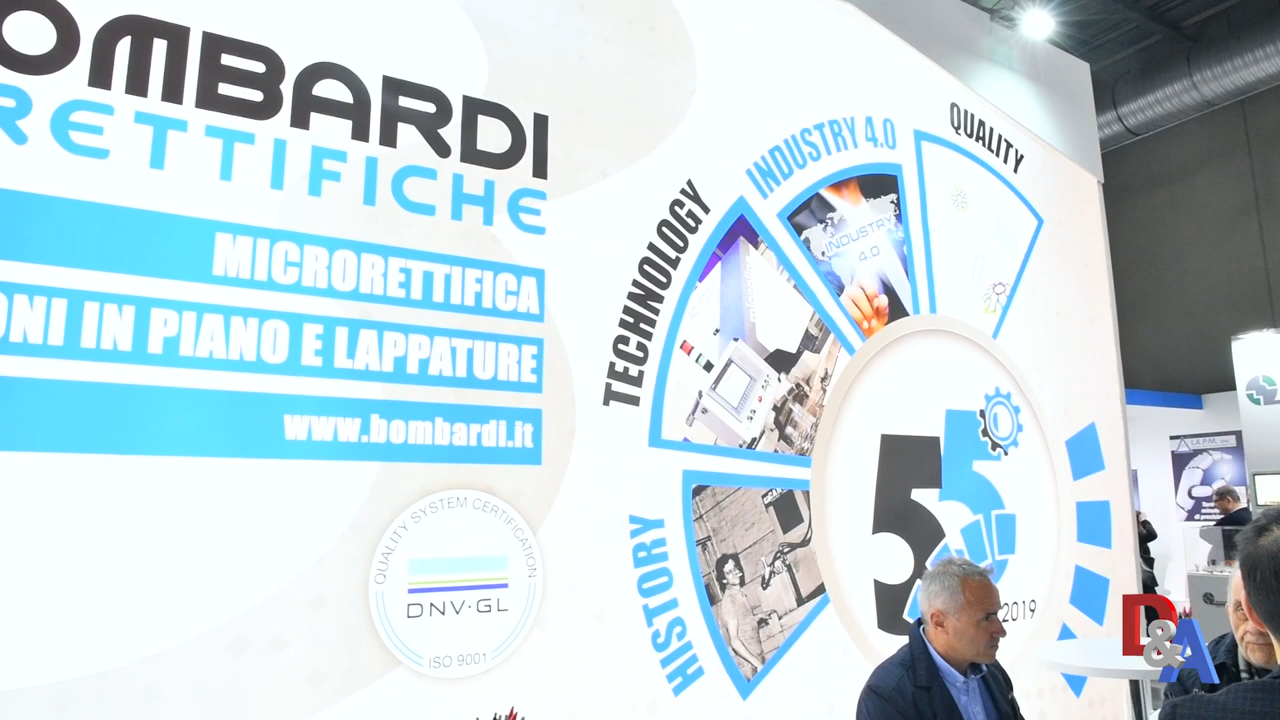 OMBARDI
RETTIFICHE
MICRORETTIFICA
ONI IN PIANO E LAPPATURE
www.bombardi.it
QUALITY SYSTEM CERTIFICATION
DNV·GL
ISO 9001
HISTORY
TECHNOLOGY
INDUSTRY 4.0
INDUSTRY
4.0
QUALITY
55
2019
D&A